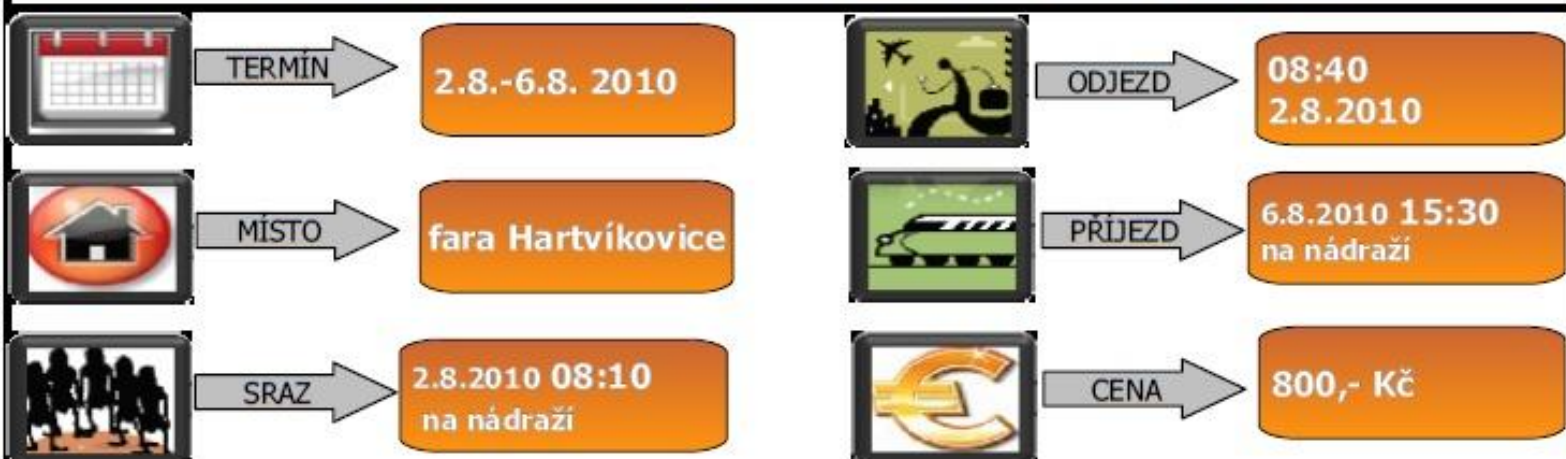 TERMÍN
2.8.-6.8. 2010
ODJEZD
08:40
2.8.2010
MÍSTO
fara Hartvíkovice
PŘÍJEZD
6.8.2010 15:30
na nádraží
SRAZ
2.8.2010 08:10
na nádraží
CENA
800,- Kč